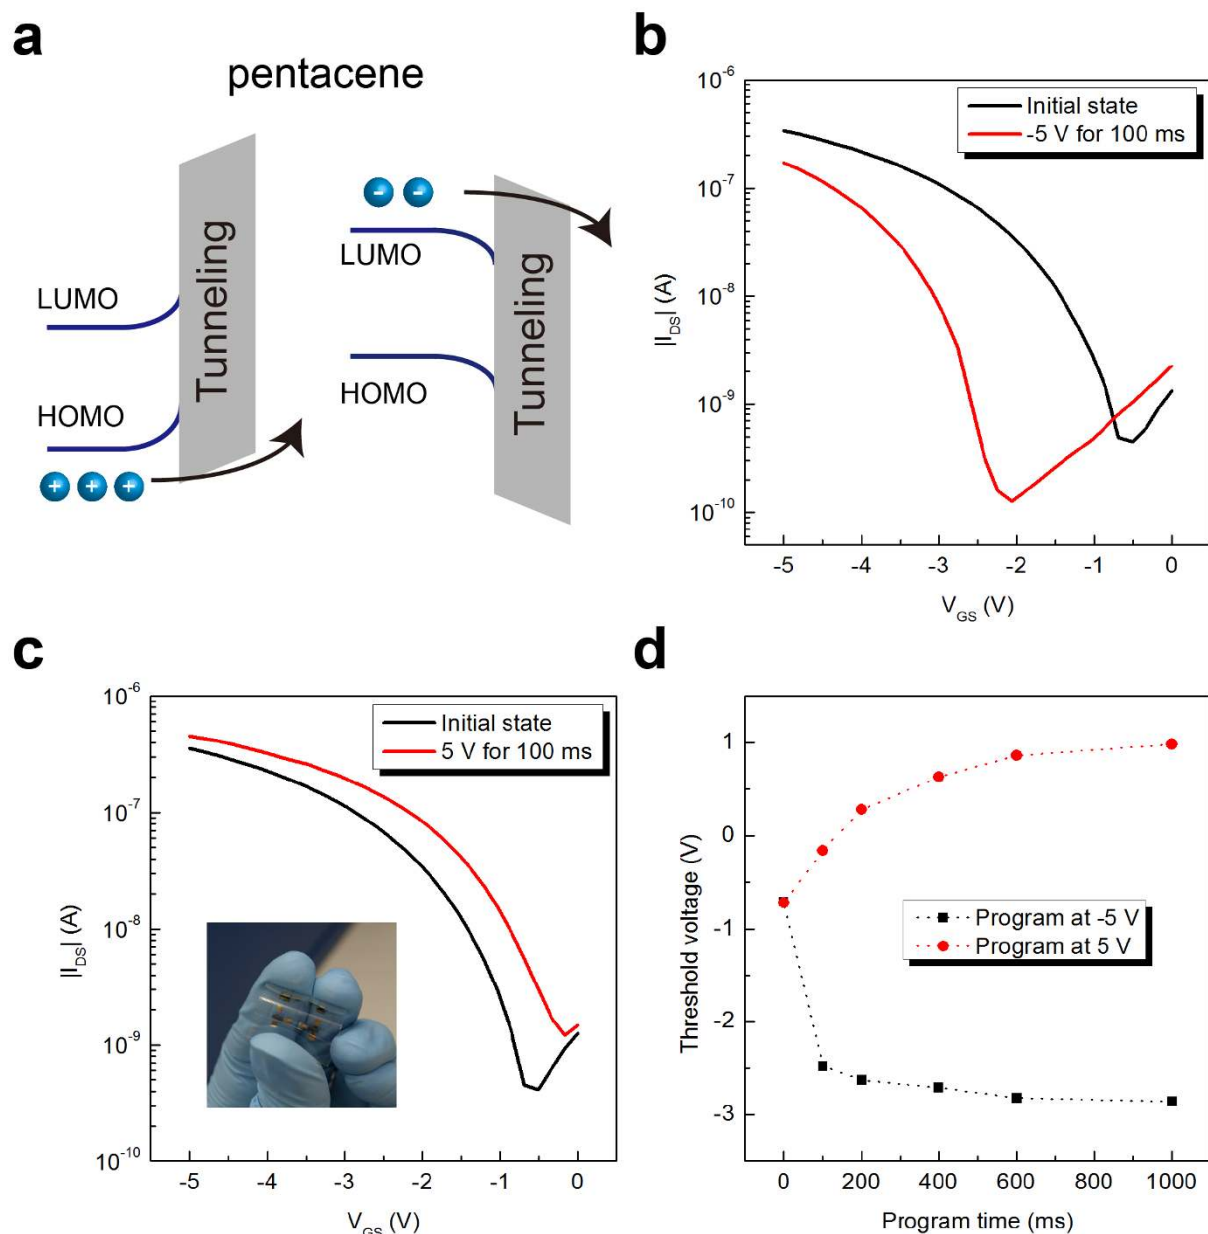 a
pentacene
LUMO
HOMO
Tunneling
LUMO
HOMO
Tunneling
+ + +
- -
b
Initial state
-5 V for 100 ms
10⁻⁶
10⁻⁷
10⁻⁸
10⁻⁹
10⁻¹⁰
|I_DS| (A)
-5 -4 -3 -2 -1 0
V_GS (V)
c
Initial state
5 V for 100 ms
10⁻⁶
10⁻⁷
10⁻⁸
10⁻⁹
10⁻¹⁰
|I_DS| (A)
-5 -4 -3 -2 -1 0
V_GS (V)
d
1
0
-1
-2
-3
Threshold voltage (V)
Program at -5 V
Program at 5 V
0 200 400 600 800 1000
Program time (ms)